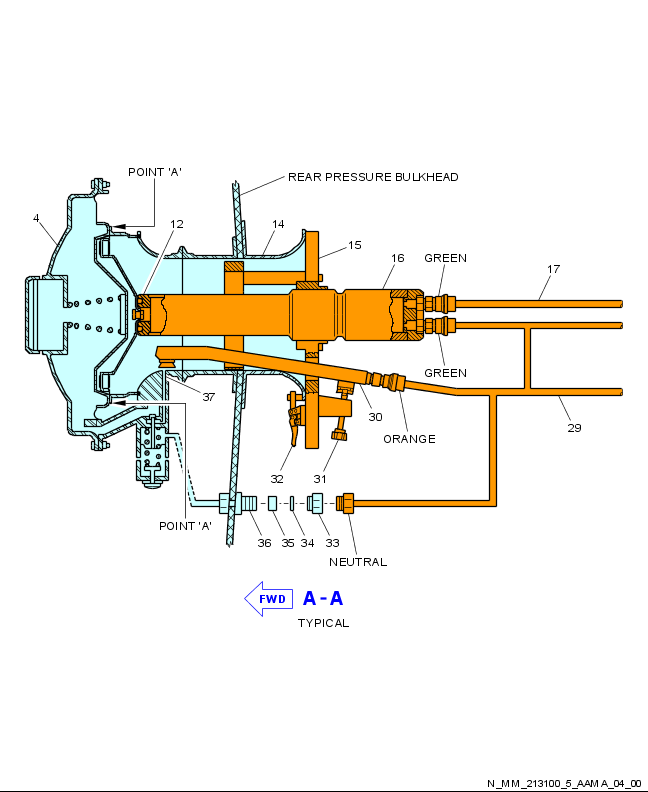 POINT 'A'
REAR PRESSURE BULKHEAD
4
12
14
15
16
GREEN
17
GREEN
37
30
29
ORANGE
32
31
POINT 'A'
36
35
34
33
NEUTRAL
FWD
A-A
TYPICAL
N_MM_213100_5_AAMA_04_00